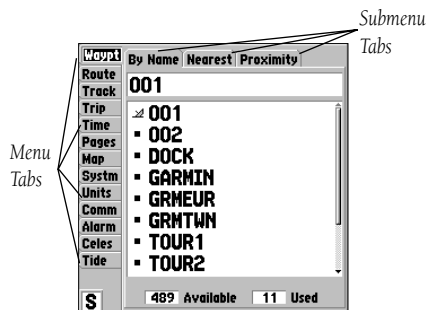 Submenu
Tabs
Menu
Tabs
Waypt
Route
Track
Trip
Time
Pages
Map
Systm
Units
Comm
Alarm
Celes
Tide
S
By Name Nearest Proximity
001
001
002
DOCK
GARMIN
GRMEUR
GRMTWN
TOUR1
TOUR2
489 Available 11 Used